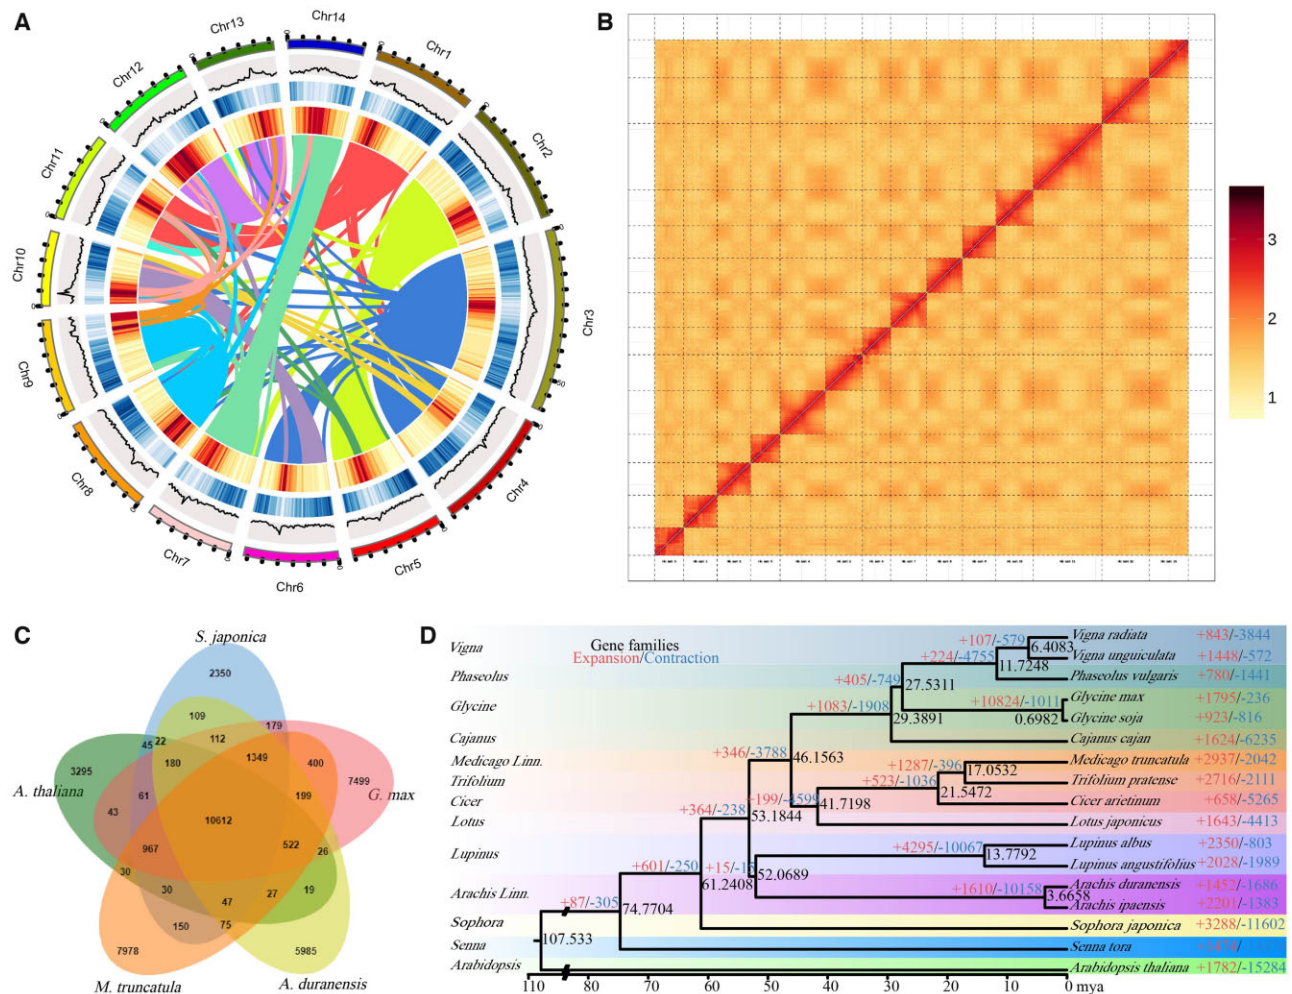 A
Chr14
Chr1
Chr2
Chr3
Chr4
Chr5
Chr6
Chr7
Chr8
Chr9
Chr10
Chr11
Chr12
Chr13
B
3
2
1
C
S. japonica
2350
109
179
45 22
112
A. thaliana
3295
180
1349
400
7499
G. max
61
199
43
10612
967
522
26
30
30
27
19
47
150
75
7978
5985
M. truncatula
A. duranensis
D
Gene families
Expansion/Contraction
Vigna
Phaseolus
Glycine
Cajanus
Medicago Linn.
Trifolium
Cicer
Lotus
Lupinus
Arachis Linn.
Sophora
Senna
Arabidopsis
+107/-579
6.4083
+224/-4755
11.7248
+405/-749
27.5311
+10824/-1011
0.6982
+1083/-1908
29.3891
+346/-3788
46.1563
+1287/-396
17.0532
+523/-1036
21.5472
+199/-4599
41.7198
+364/-238
53.1844
+4295/-10067
13.7792
52.0689
+601/-250
61.2408
+1610/-10158
3.6658
+87/-305
74.7704
107.533
Vigna radiata +843/-3844
Vigna unguiculata +1448/-572
Phaseolus vulgaris +780/-1441
Glycine max +1795/-236
Glycine soja +923/-816
Cajanus cajan +1624/-6235
Medicago truncatula +2937/-2042
Trifolium pratense +2716/-2111
Cicer arietinum +658/-5265
Lotus japonicus +1643/-4413
Lupinus albus +2350/-803
Lupinus angustifolius +2028/-1989
Arachis duranensis +1452/-1686
Arachis ipaensis +2201/-1383
Sophora japonica +3288/-11602
Senna tora +1474/
Arabidopsis thaliana +1782/-15284
110 80 70 60 50 40 30 20 10 0 mya